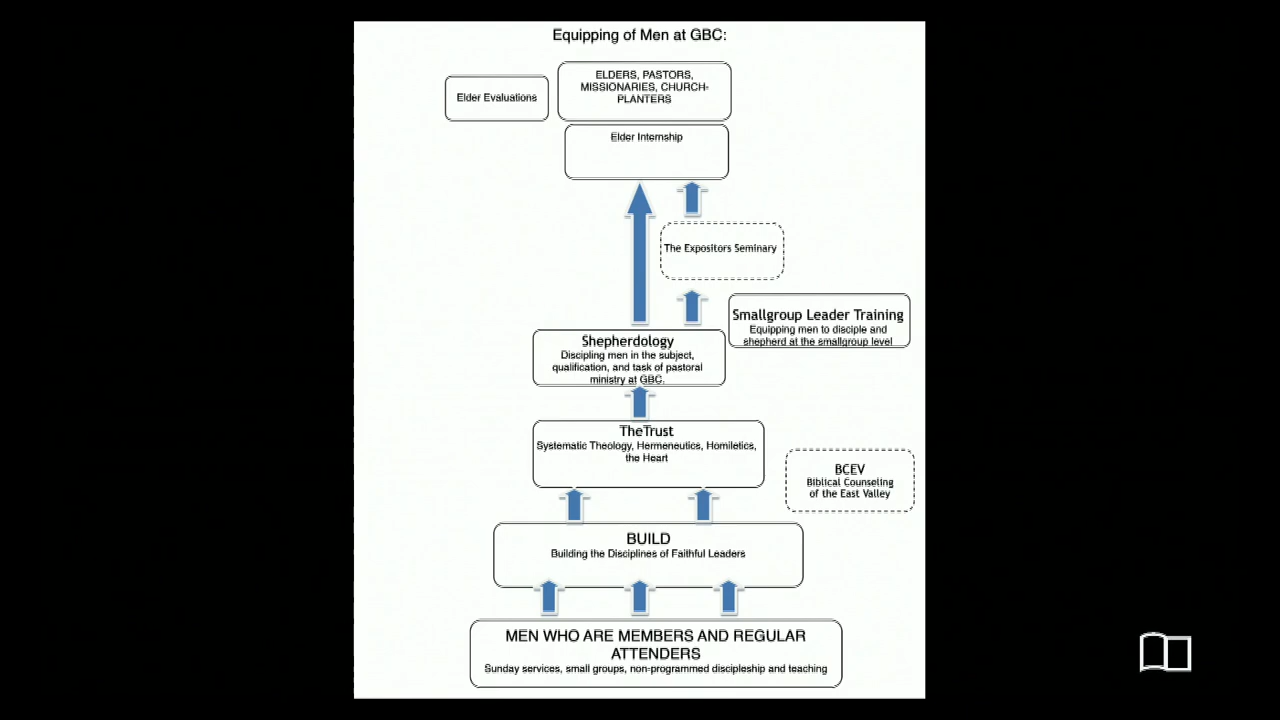 Equipping of Men at GBC:
ELDERS, PASTORS,
MISSIONARIES, CHURCH-
PLANTERS
Elder Evaluations
Elder Internship
The Expositors Seminary
Smallgroup Leader Training
Equipping men to disciple and
shepherd at the smallgroup level
Shepherdology
Discipling men in the subject,
qualification, and task of pastoral
ministry at GBC.
TheTrust
Systematic Theology, Hermeneutics, Homiletics,
the Heart
BCEV
Biblical Counseling
of the East Valley
BUILD
Building the Disciplines of Faithful Leaders
MEN WHO ARE MEMBERS AND REGULAR
ATTENDERS
Sunday services, small groups, non-programmed discipleship and teaching